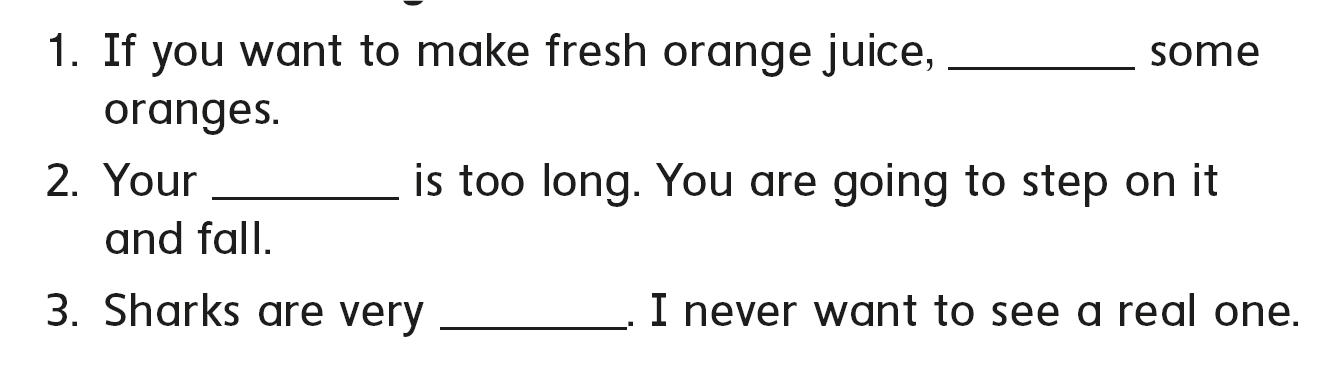 1. If you want to make fresh orange juice, ________ some
oranges.
2. Your ________ is too long. You are going to step on it
and fall.
3. Sharks are very ________. I never want to see a real one.